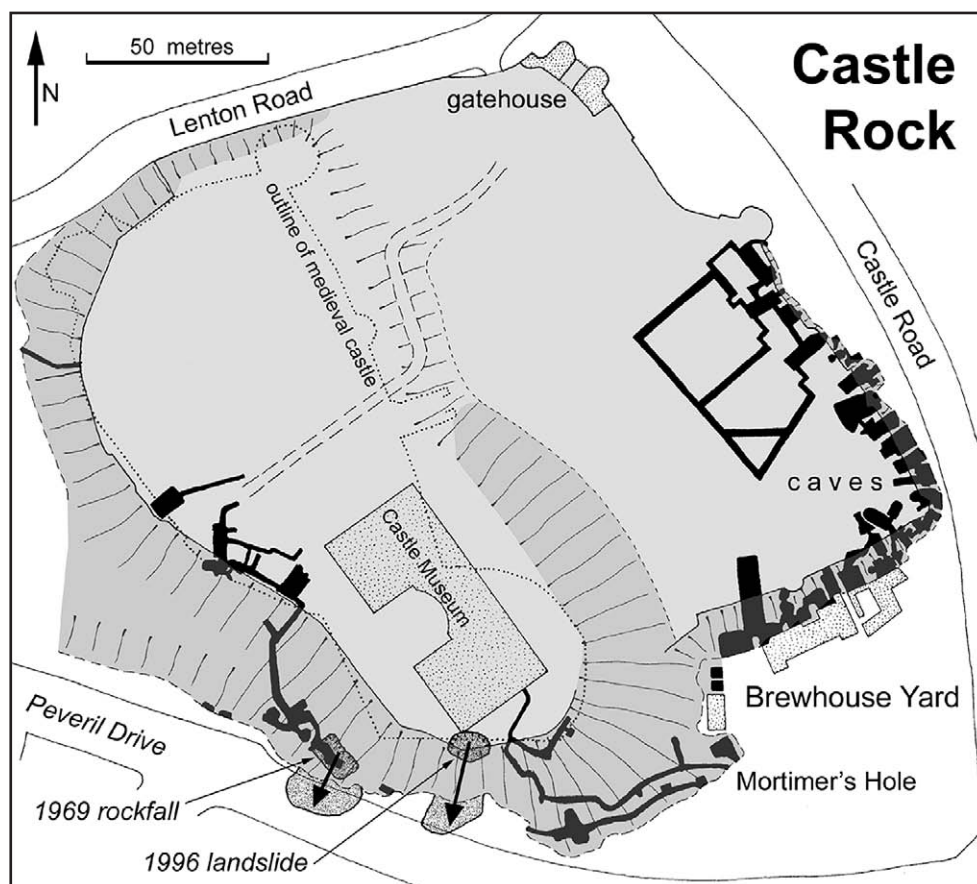 50 metres
N
Castle
Rock
Lenton Road
gatehouse
outline of medieval castle
Castle Road
caves
Castle Museum
Brewhouse Yard
Peveril Drive
Mortimer's Hole
1969 rockfall
1996 landslide